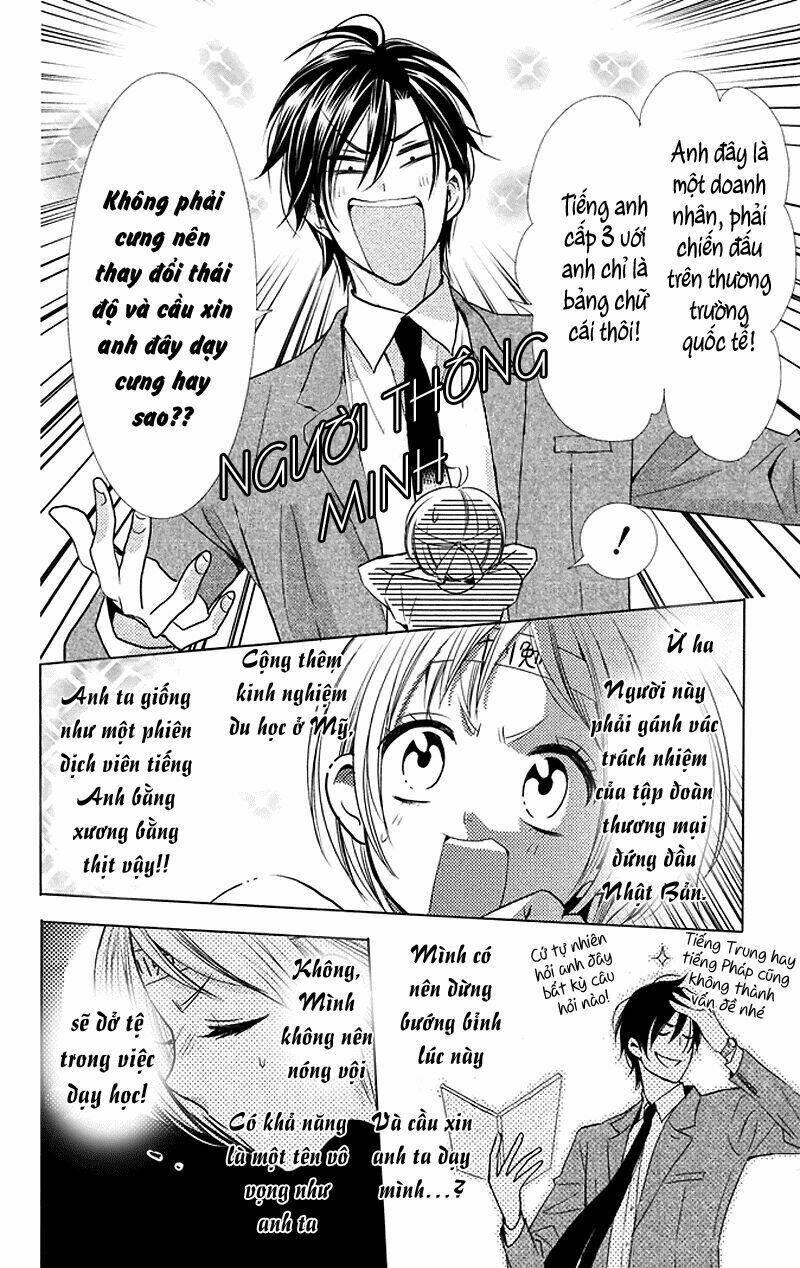 Anh đây là
một doanh
nhân, phải
chiến đấu
trên thương
trường
quốc tế!
Tiếng anh
cấp 3 với
anh chỉ là
bảng chữ
cái thôi!
Không phải
cưng nên
thay đổi thái
độ và cầu xin
anh đây dạy
cưng hay
sao??
NGƯỜI THÔNG
MINH
!
Ừ ha
Người này
phải gánh vác
trách nhiệm
của tập đoàn
thương mại
đứng đầu
Nhật Bản.
Cộng thêm
kinh nghiệm
du học ở Mỹ,
Anh ta giống
như một phiên
dịch viên tiếng
Anh bằng
xương bằng
thịt vậy!!
Tiếng Trung hay
tiếng Pháp cũng
không thành
vấn đề nhé
Cứ tự nhiên
hỏi anh đây
bất kỳ câu
hỏi nào!
Mình có
nên dừng
bướng bỉnh
lúc này
Và cầu xin
anh ta dạy
mình...?
Không,
Mình
không nên
nóng vội
Có khả năng
là một tên vô
vọng như
anh ta
sẽ dở tệ
trong việc
dạy học!